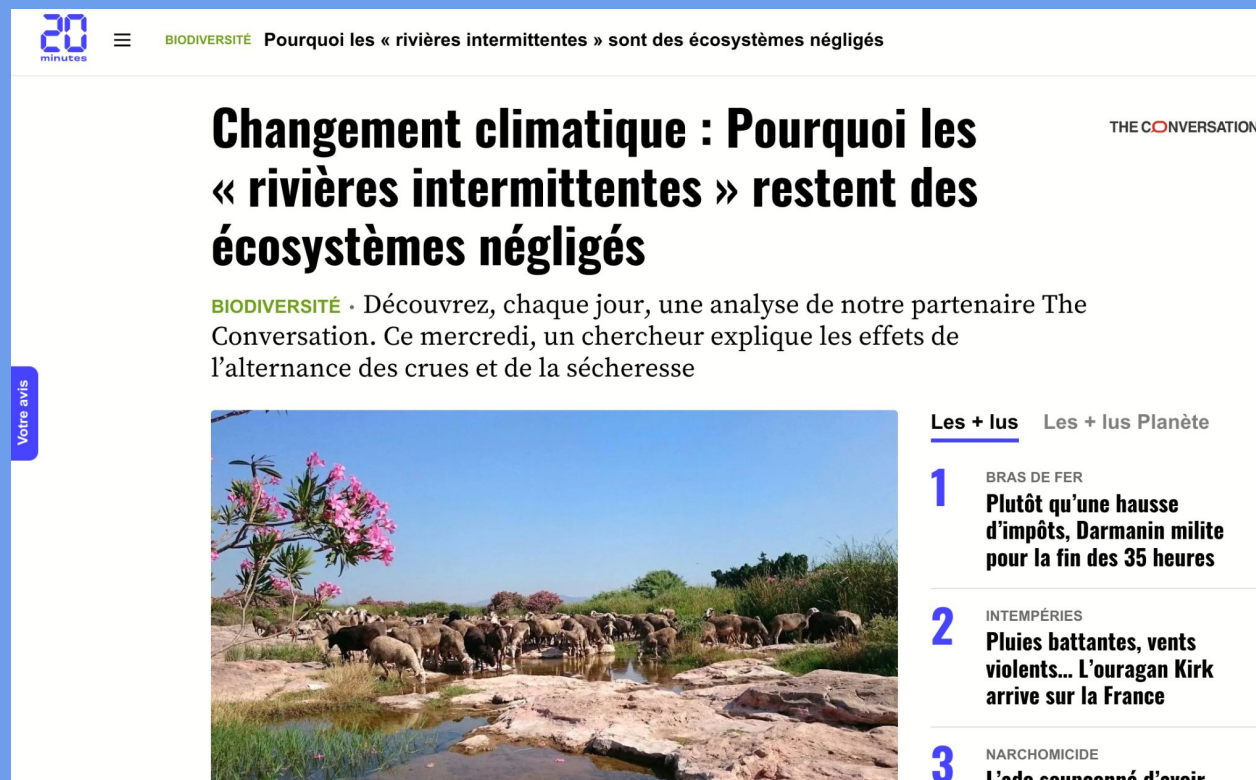 20
minutes
BIODIVERSITÉ Pourquoi les « rivières intermittentes » sont des écosystèmes négligés
Changement climatique : Pourquoi les
« rivières intermittentes » restent des
écosystèmes négligés
THE CONVERSATION
BIODIVERSITÉ · Découvrez, chaque jour, une analyse de notre partenaire The
Conversation. Ce mercredi, un chercheur explique les effets de
l’alternance des crues et de la sécheresse
Votre avis
Les + lus Les + lus Planète
1 BRAS DE FER
Plutôt qu’une hausse
d’impôts, Darmanin milite
pour la fin des 35 heures
2 INTEMPÉRIES
Pluies battantes, vents
violents... L’ouragan Kirk
arrive sur la France
3 NARCHOMICIDE
L’ado soupçonné d’avoir